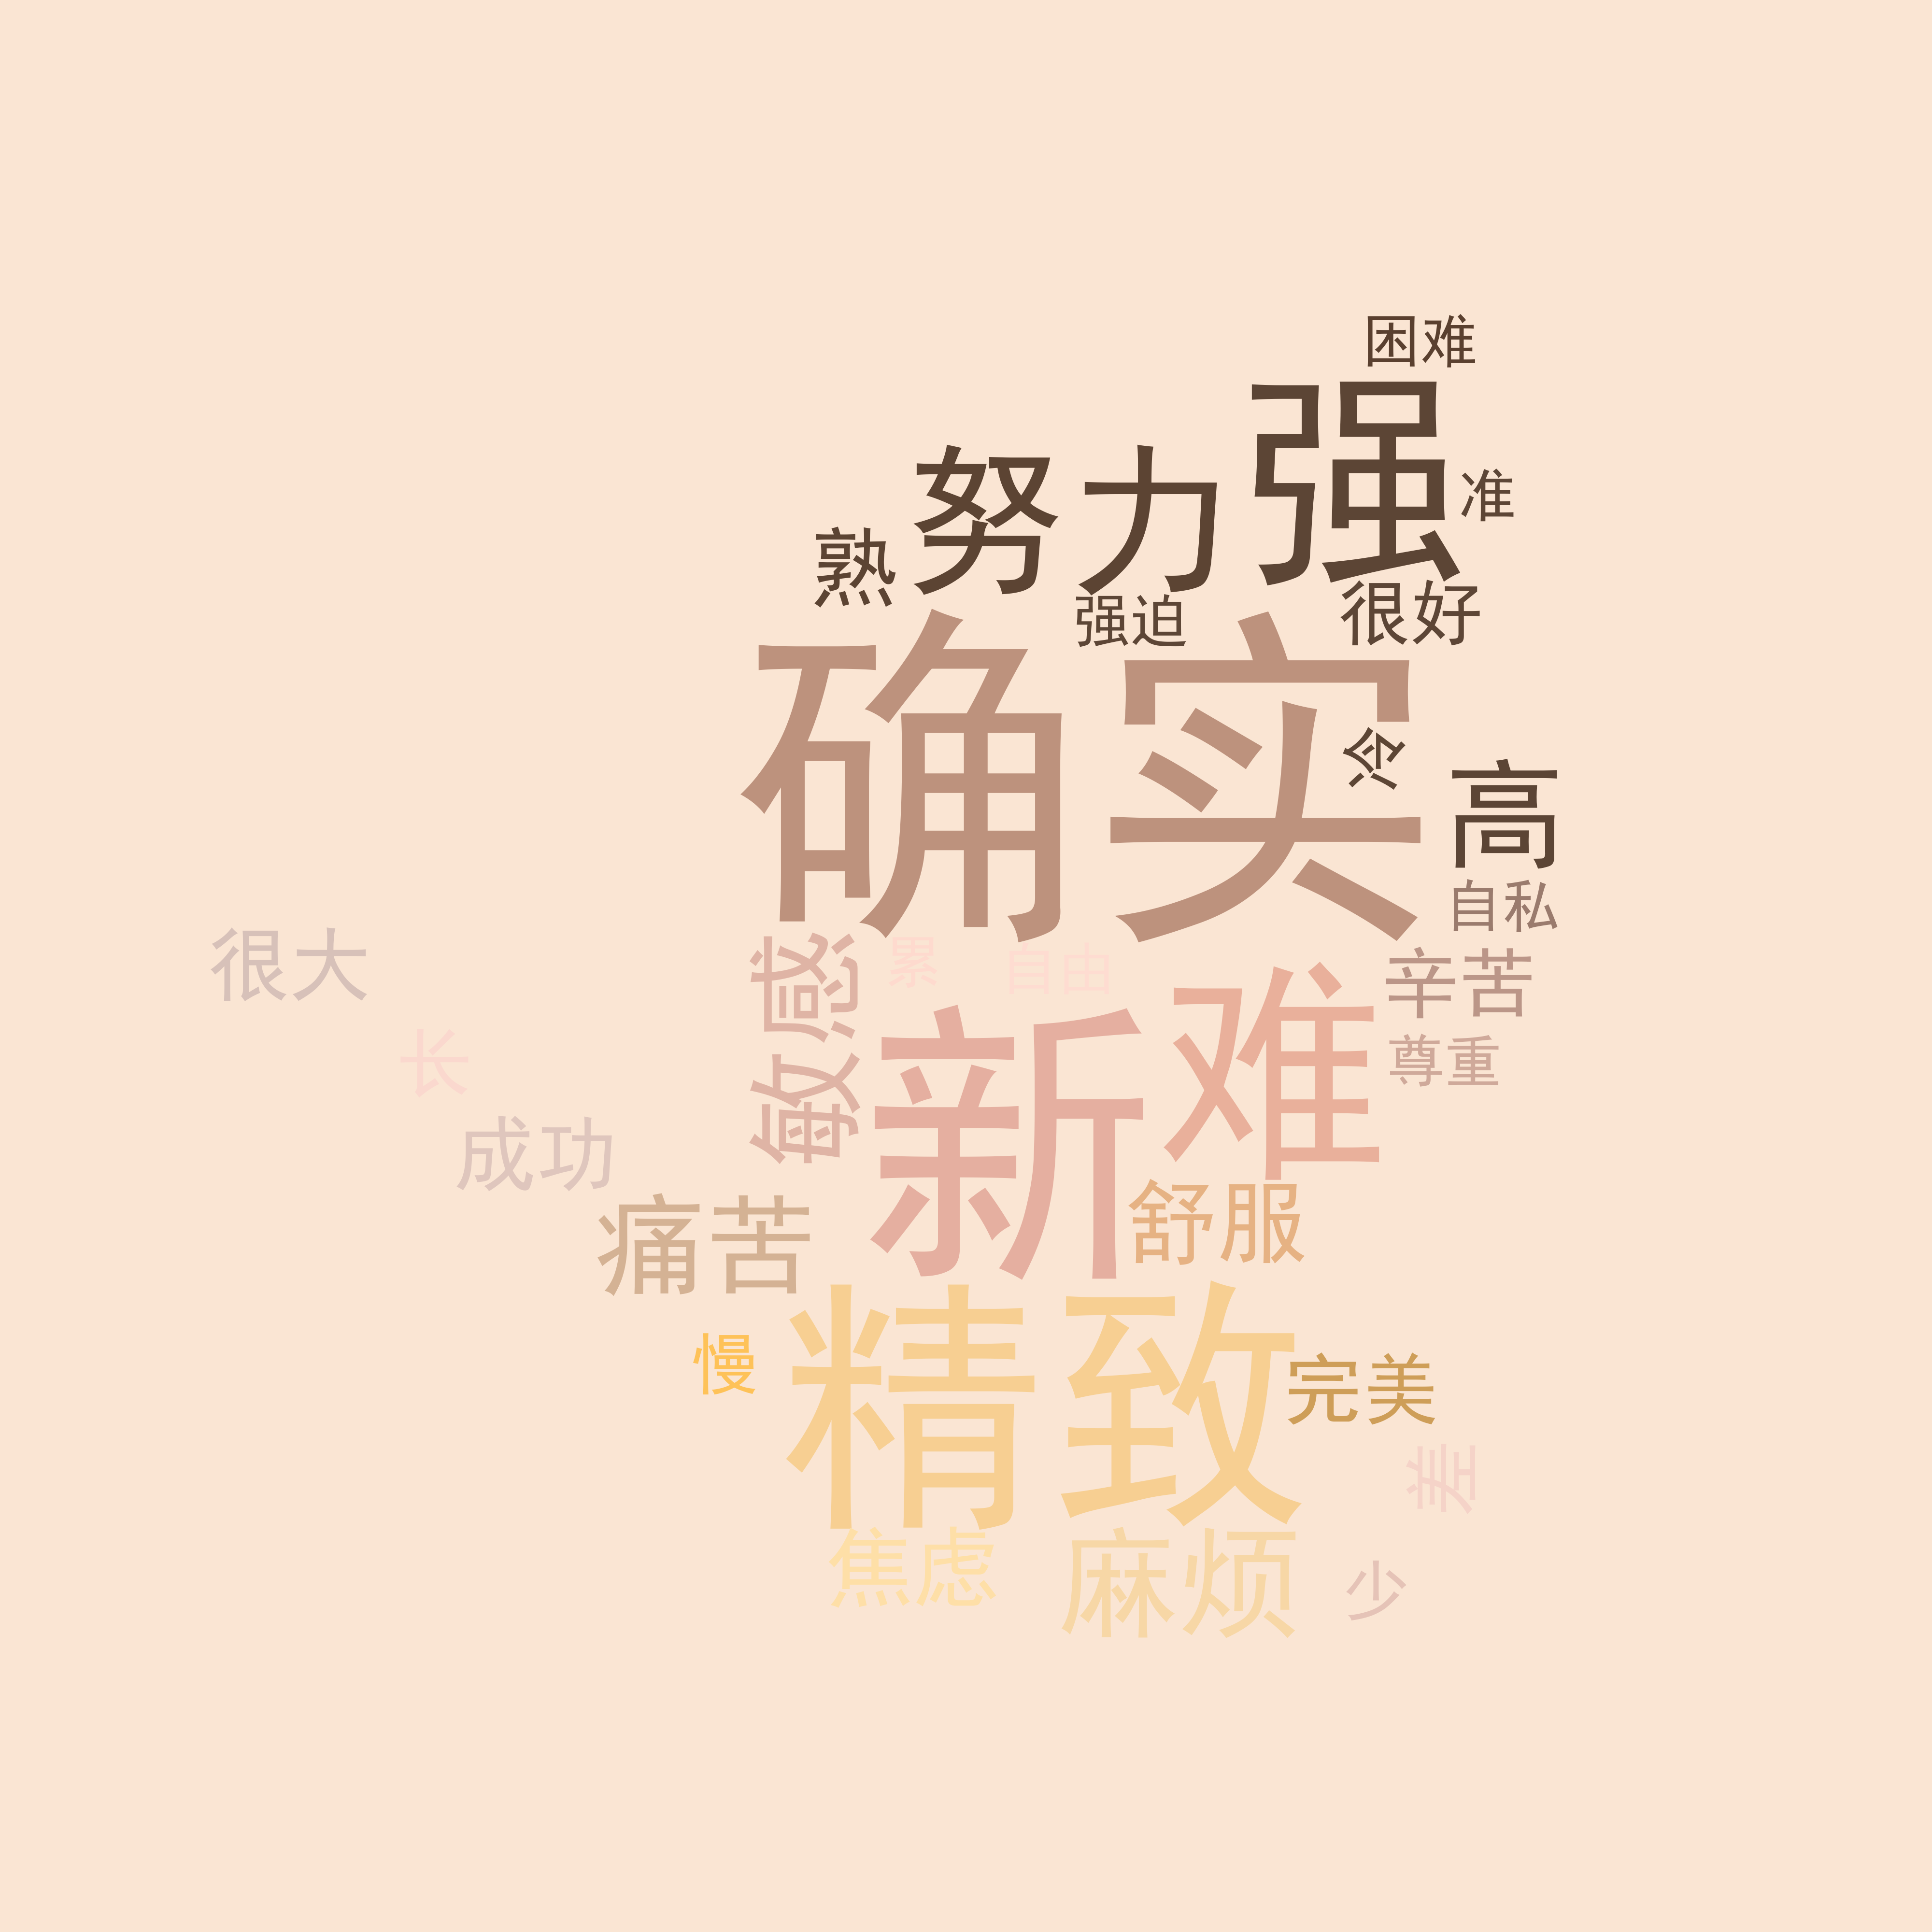 困难
强
努力
准
熟
强迫
很好
确实
冷
高
自私
很大
敏感
累
自由
难
辛苦
新
长
尊重
成功
舒服
痛苦
精致
慢
完美
差
焦虑
麻烦
少